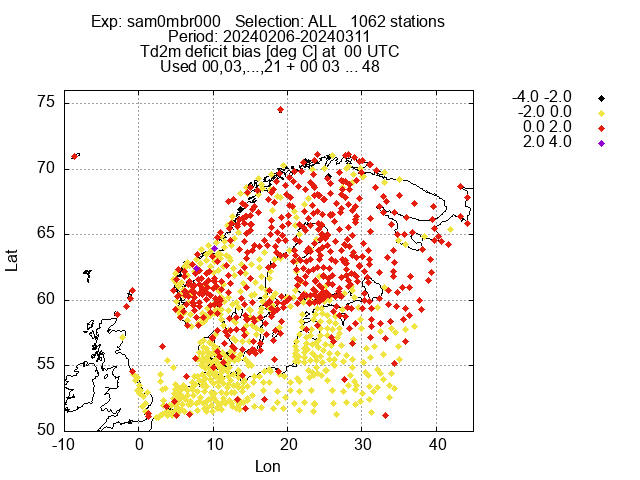 Exp: sam0mbr000   Selection: ALL   1062 stations
Period: 20240206-20240311
Td2m deficit bias [deg C] at  00 UTC
Used 00,03,...,21 + 00 03 ... 48
-4.0 -2.0
-2.0 0.0
0.0 2.0
2.0 4.0
75
70
65
60
55
50
Lat
-10 0 10 20 30 40
Lon